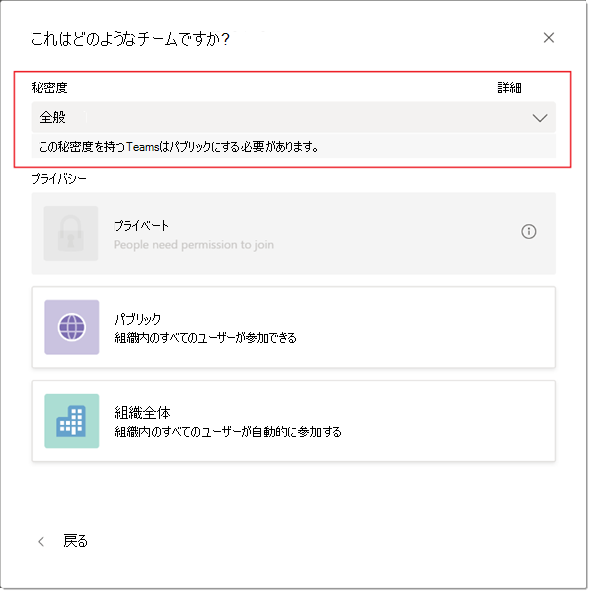 これはどのようなチームですか?
秘密度 詳細
全般
この秘密度を持つTeamsはパブリックにする必要があります。
プライバシー
プライベート
People need permission to join
パブリック
組織内のすべてのユーザーが参加できる
組織全体
組織内のすべてのユーザーが自動的に参加する
戻る